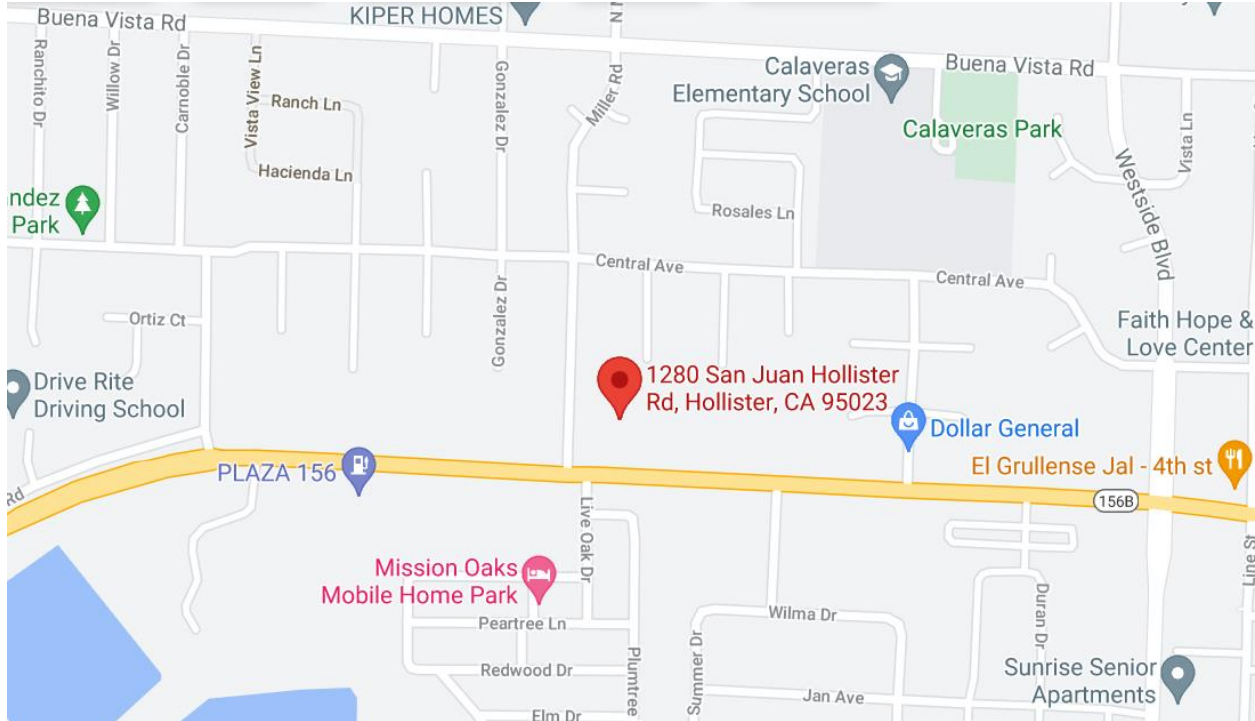 Buena Vista Rd
KIPER HOMES
N M
Buena Vista Rd
Ranchito Dr
Willow Dr
Carnoble Dr
Vista View Ln
Ranch Ln
Hacienda Ln
Gonzalez Dr
Miller Rd
Calaveras
Elementary School
Calaveras Park
Vista Ln
Westside Blvd
Rosales Ln
ndez
Park
Central Ave
Central Ave
Gonzalez Dr
Ortiz Ct
Faith Hope &
Love Center
Drive Rite
Driving School
1280 San Juan Hollister
Rd, Hollister, CA 95023
Dollar General
PLAZA 156
El Grullense Jal - 4th st
156B
Rd
Live Oak Dr
Mission Oaks
Mobile Home Park
Peartree Ln
Redwood Dr
Elm Dr
Plumtree
Summer Dr
Wilma Dr
Jan Ave
Duran Dr
Line St
Sunrise Senior
Apartments